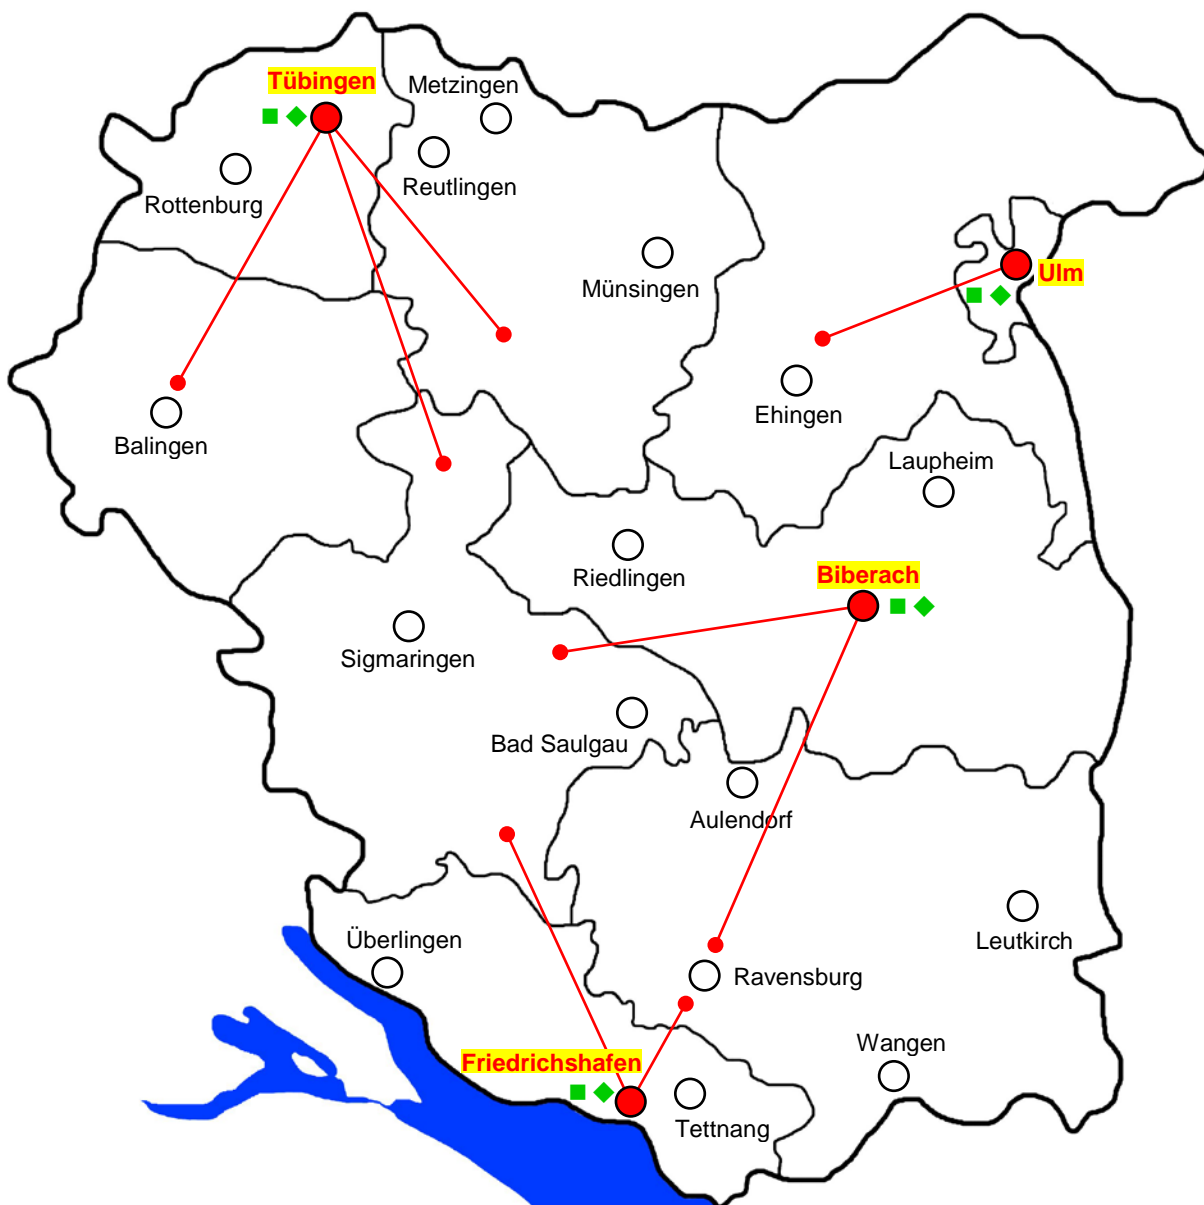 Tübingen
Metzingen
Reutlingen
Rottenburg
Münsingen
Ulm
Ehingen
Balingen
Laupheim
Riedlingen
Biberach
Sigmaringen
Bad Saulgau
Aulendorf
Überlingen
Leutkirch
Ravensburg
Wangen
Friedrichshafen
Tettnang